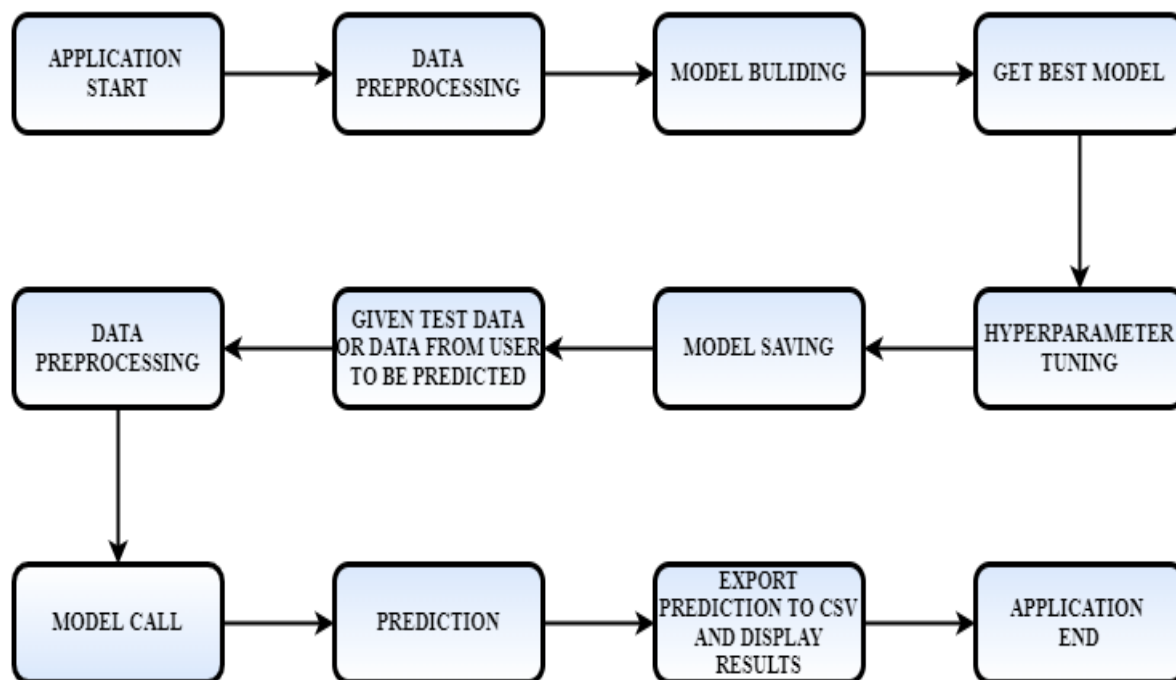 APPLICATION
START
DATA
PREPROCESSING
MODEL BULIDING
GET BEST MODEL
HYPERPARAMETER
TUNING
MODEL SAVING
GIVEN TEST DATA
OR DATA FROM USER
TO BE PREDICTED
DATA
PREPROCESSING
MODEL CALL
PREDICTION
EXPORT
PREDICTION TO CSV
AND DISPLAY
RESULTS
APPLICATION
END